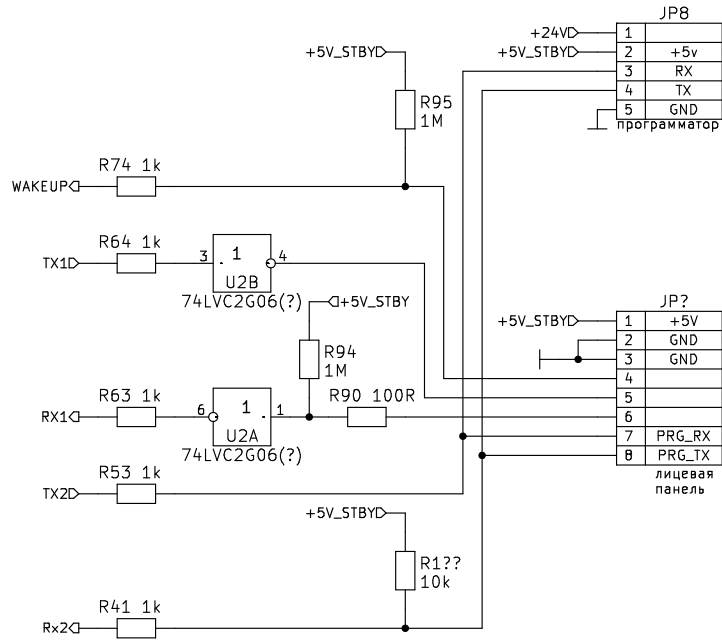 JP8
+24V 1
+5V_STBY 2 +5v
3 RX
4 TX
5 GND
программатор
+5V_STBY
R95
1M
R74 1k
WAKEUP
R64 1k
TX1 3 1 4
U2B
74LVC2G06(?)
+5V_STBY
R94
1M
R63 1k
RX1 6 1 1
R90 100R
U2A
74LVC2G06(?)
JP?
+5V_STBY 1 +5V
2 GND
3 GND
4
5
6
7 PRG_RX
8 PRG_TX
лицевая
панель
R53 1k
TX2
+5V_STBY
R1??
10k
R41 1k
Rx2